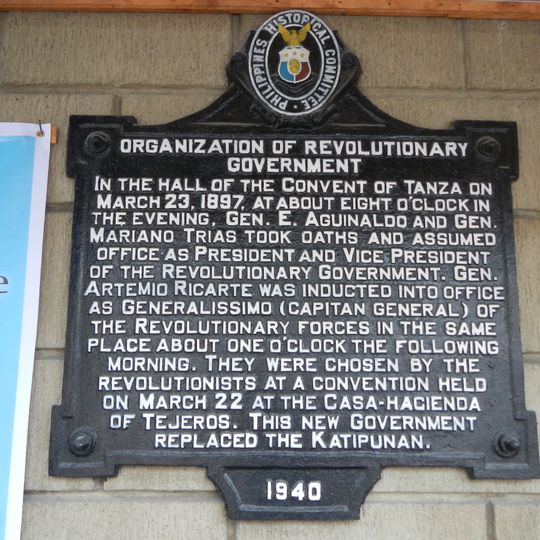 PHILIPPINES HISTORICAL COMMITTEE
ORGANIZATION OF REVOLUTIONARY
GOVERNMENT
IN THE HALL OF THE CONVENT OF TANZA ON
MARCH 23, 1897, AT ABOUT EIGHT O'CLOCK IN
THE EVENING, GEN. E. AGUINALDO AND GEN.
MARIANO TRIAS TOOK OATHS AND ASSUMED
OFFICE AS PRESIDENT AND VICE PRESIDENT
OF THE REVOLUTIONARY GOVERNMENT. GEN.
ARTEMIO RICARTE WAS INDUCTED INTO OFFICE
AS GENERALISSIMO (CAPITAN GENERAL) OF
THE REVOLUTIONARY FORCES IN THE SAME
PLACE ABOUT ONE O'CLOCK THE FOLLOWING
MORNING. THEY WERE CHOSEN BY THE
REVOLUTIONISTS AT A CONVENTION HELD
ON MARCH 22 AT THE CASA-HACIENDA
OF TEJEROS. THIS NEW GOVERNMENT
REPLACED THE KATIPUNAN.
1940